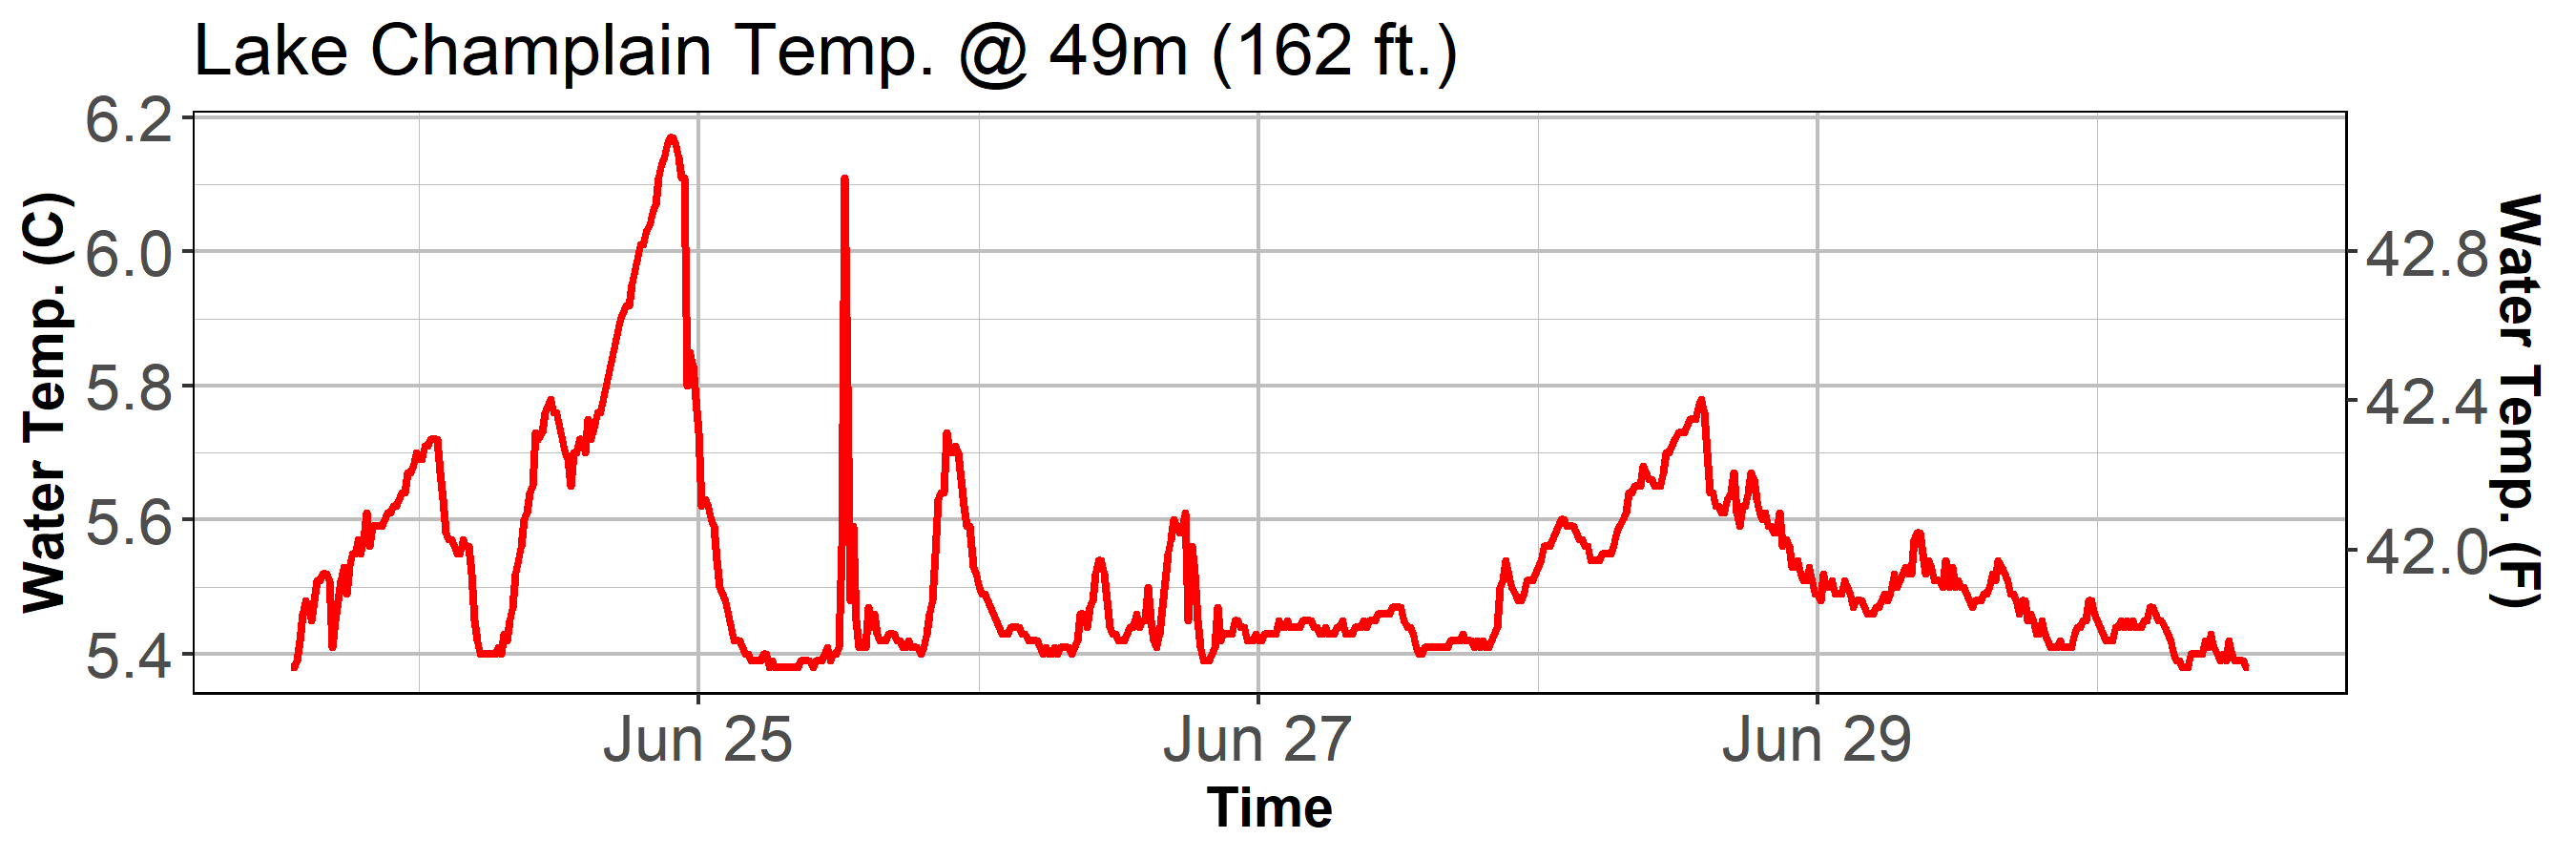 Lake Champlain Temp. @ 49m (162 ft.)
Water Temp. (C)
6.2
6.0
5.8
5.6
5.4
42.8
42.4
42.0
Water Temp. (F)
Jun 25
Jun 27
Jun 29
Time